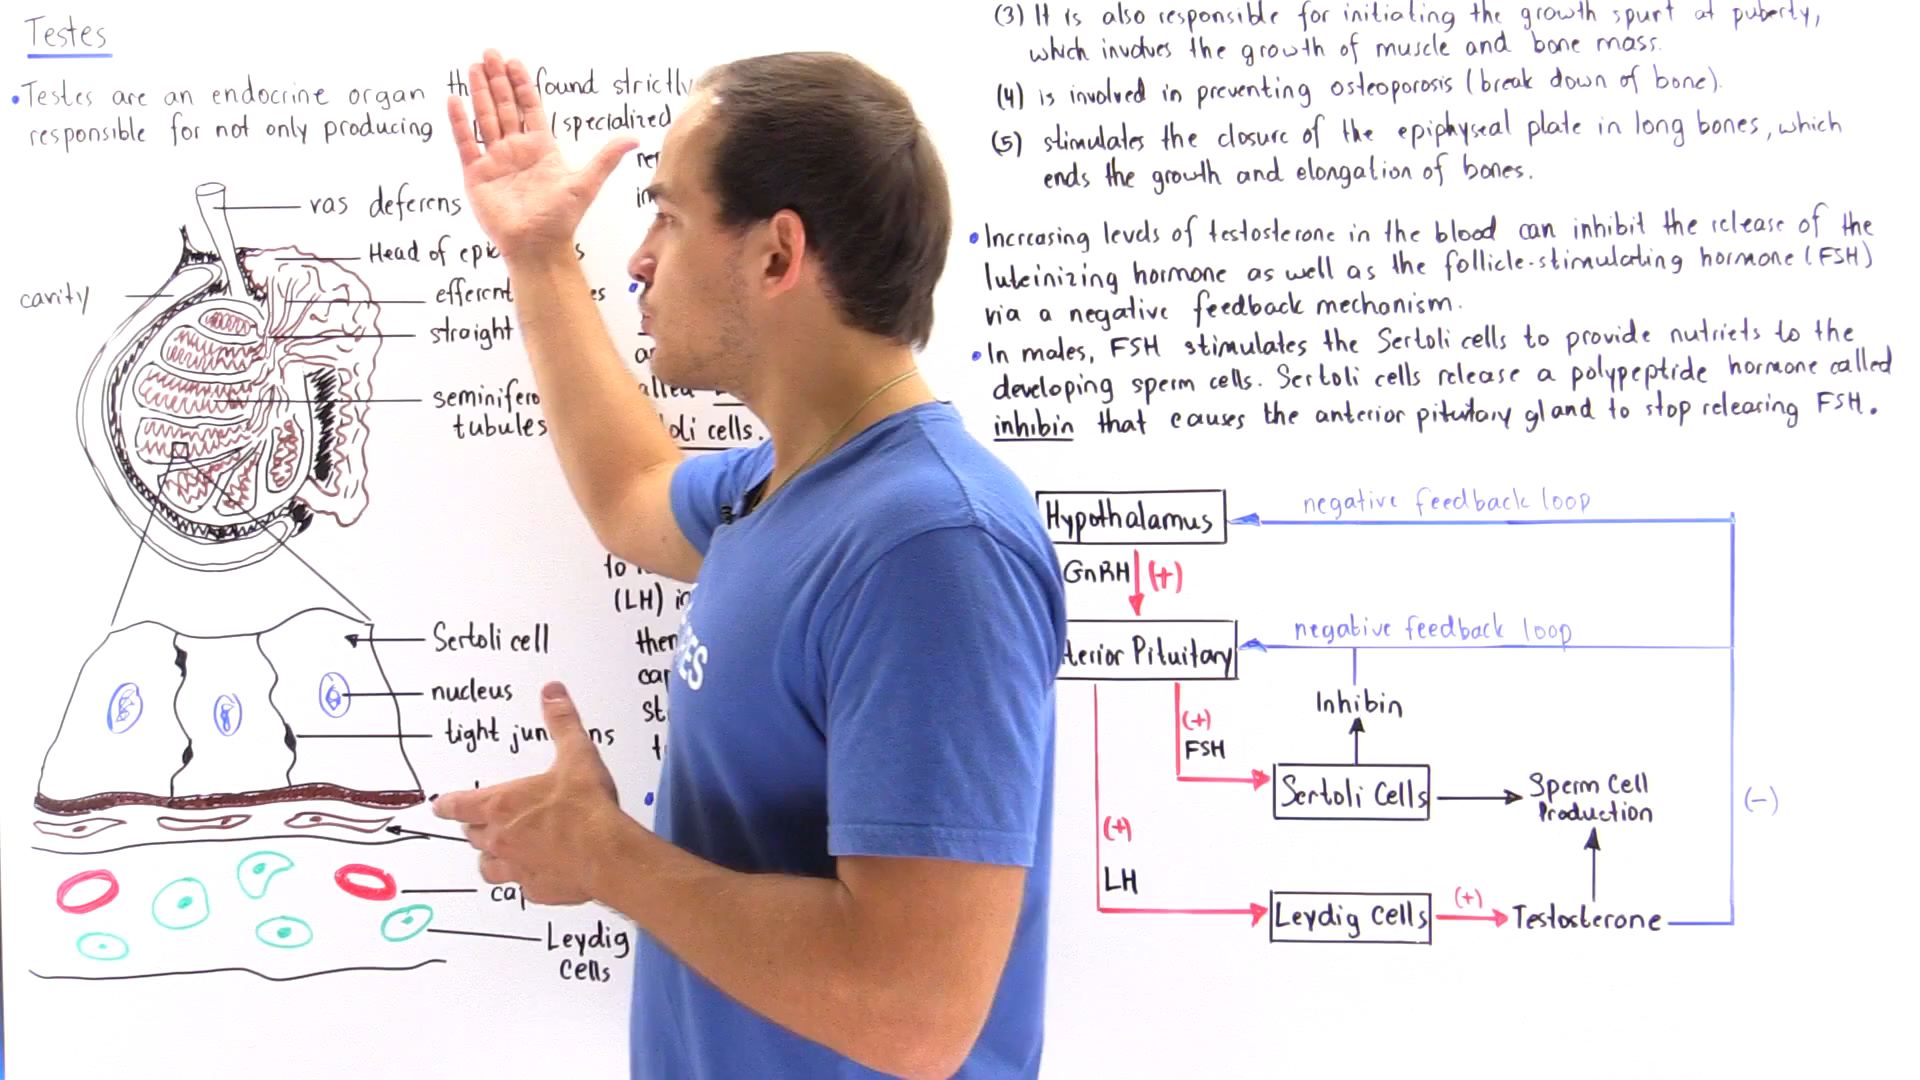 Testes
• Testes are an endocrine organ found strictly
responsible for not only producing (specialized
vas deferens
Head of
cavity
efferent
straight
seminifero
tubules
oli cells.
to
(LH) in
Sertoli cell
nucleus
tight jun ns
Leydig
cells
(3) It is also responsible for initiating the growth spurt at puberty,
which involves the growth of muscle and bone mass.
(4) is involved in preventing osteoporosis (break down of bone).
(5) stimulates the closure of the epiphyseal plate in long bones, which
ends the growth and elongation of bones.
• Increasing levels of testosterone in the blood can inhibit the release of the
luteinizing hormone as well as the follicle-stimulating hormone (FSH)
via a negative feedback mechanism.
• In males, FSH stimulates the Sertoli cells to provide nutriets to the
developing sperm cells. Sertoli cells release a polypeptide hormone called
inhibin that causes the anterior pituitary gland to stop releasing FSH.
Hypothalamus
negative feedback loop
GnRH (+)
terior Pituitary
negative feedback loop
Inhibin
(+)
FSH
Sertoli Cells
Sperm Cell
Production
(-)
(+)
LH
Leydig Cells
(+)
Testosterone